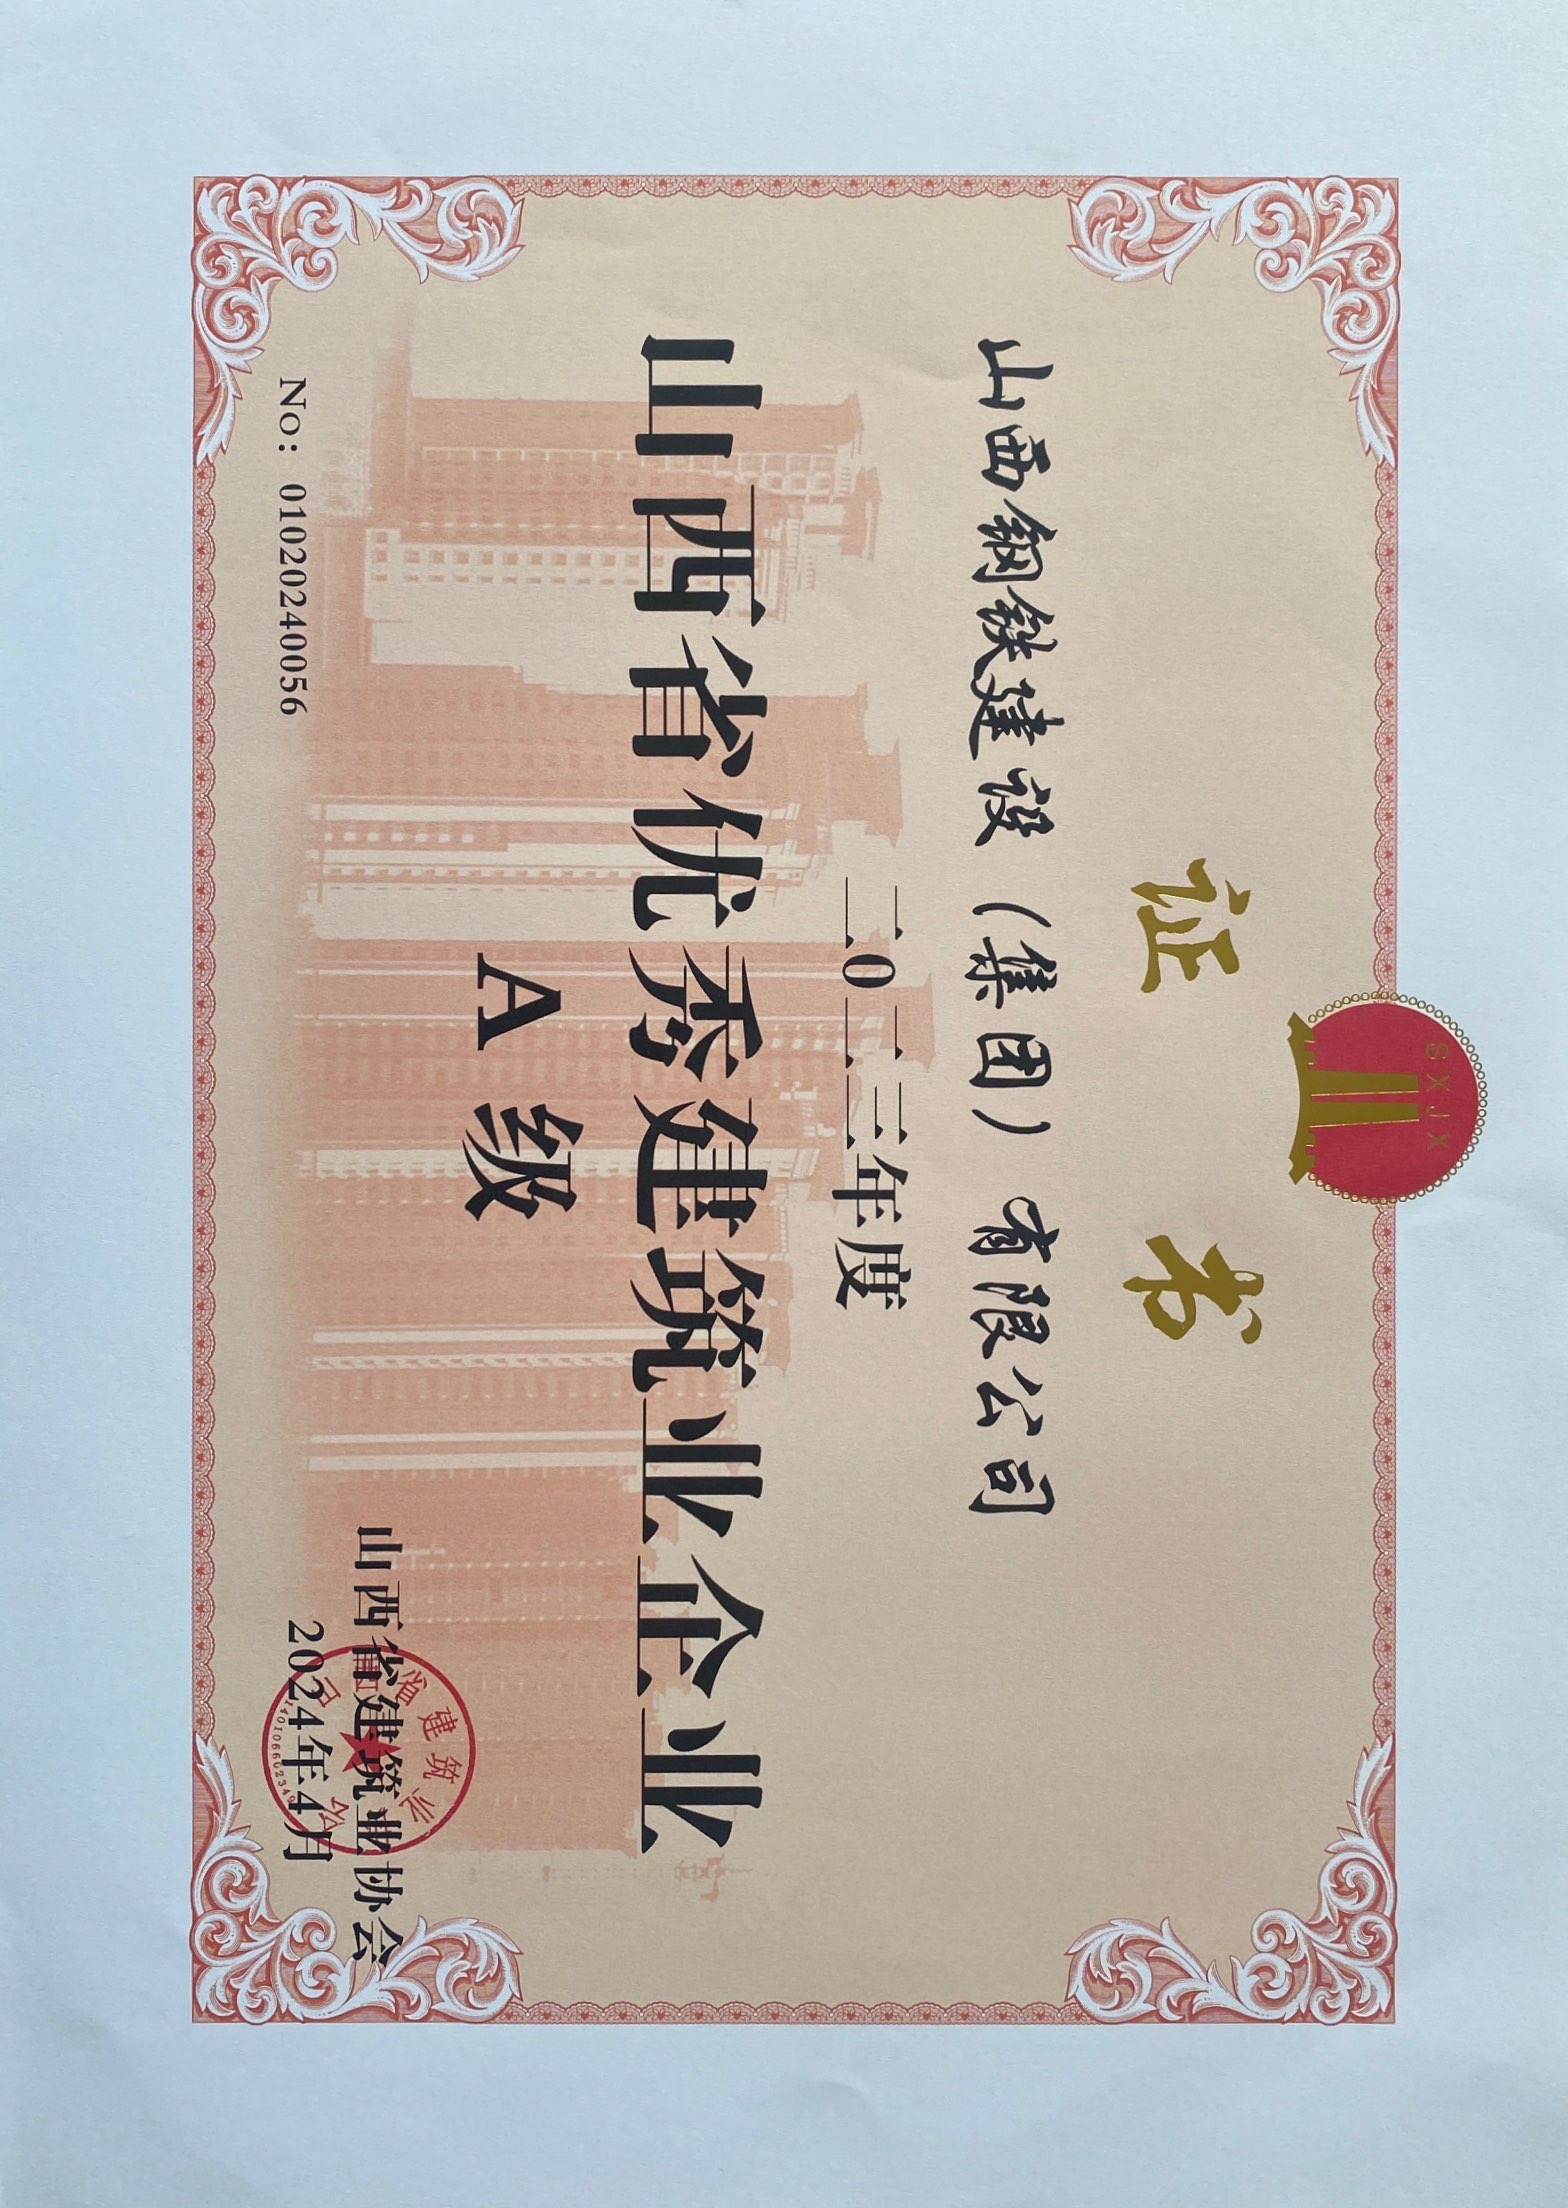 SXJX
证书
山西钢铁建设（集团）有限公司
二0二三年度
山西省优秀建筑业企业
A级
山西省建筑业协会
2024年4月
No: 01020240056